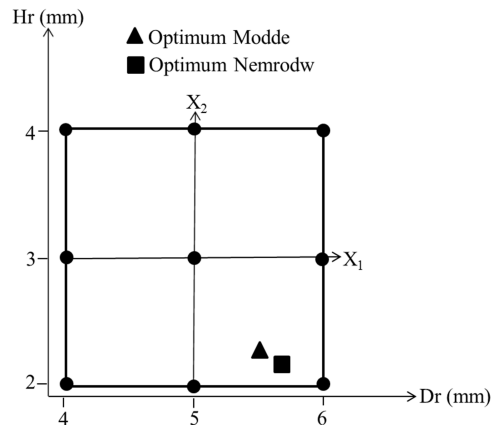 Hr (mm)
Optimum Modde
Optimum Nemrodw
X2
4
3
X1
2
Dr (mm)
4
5
6